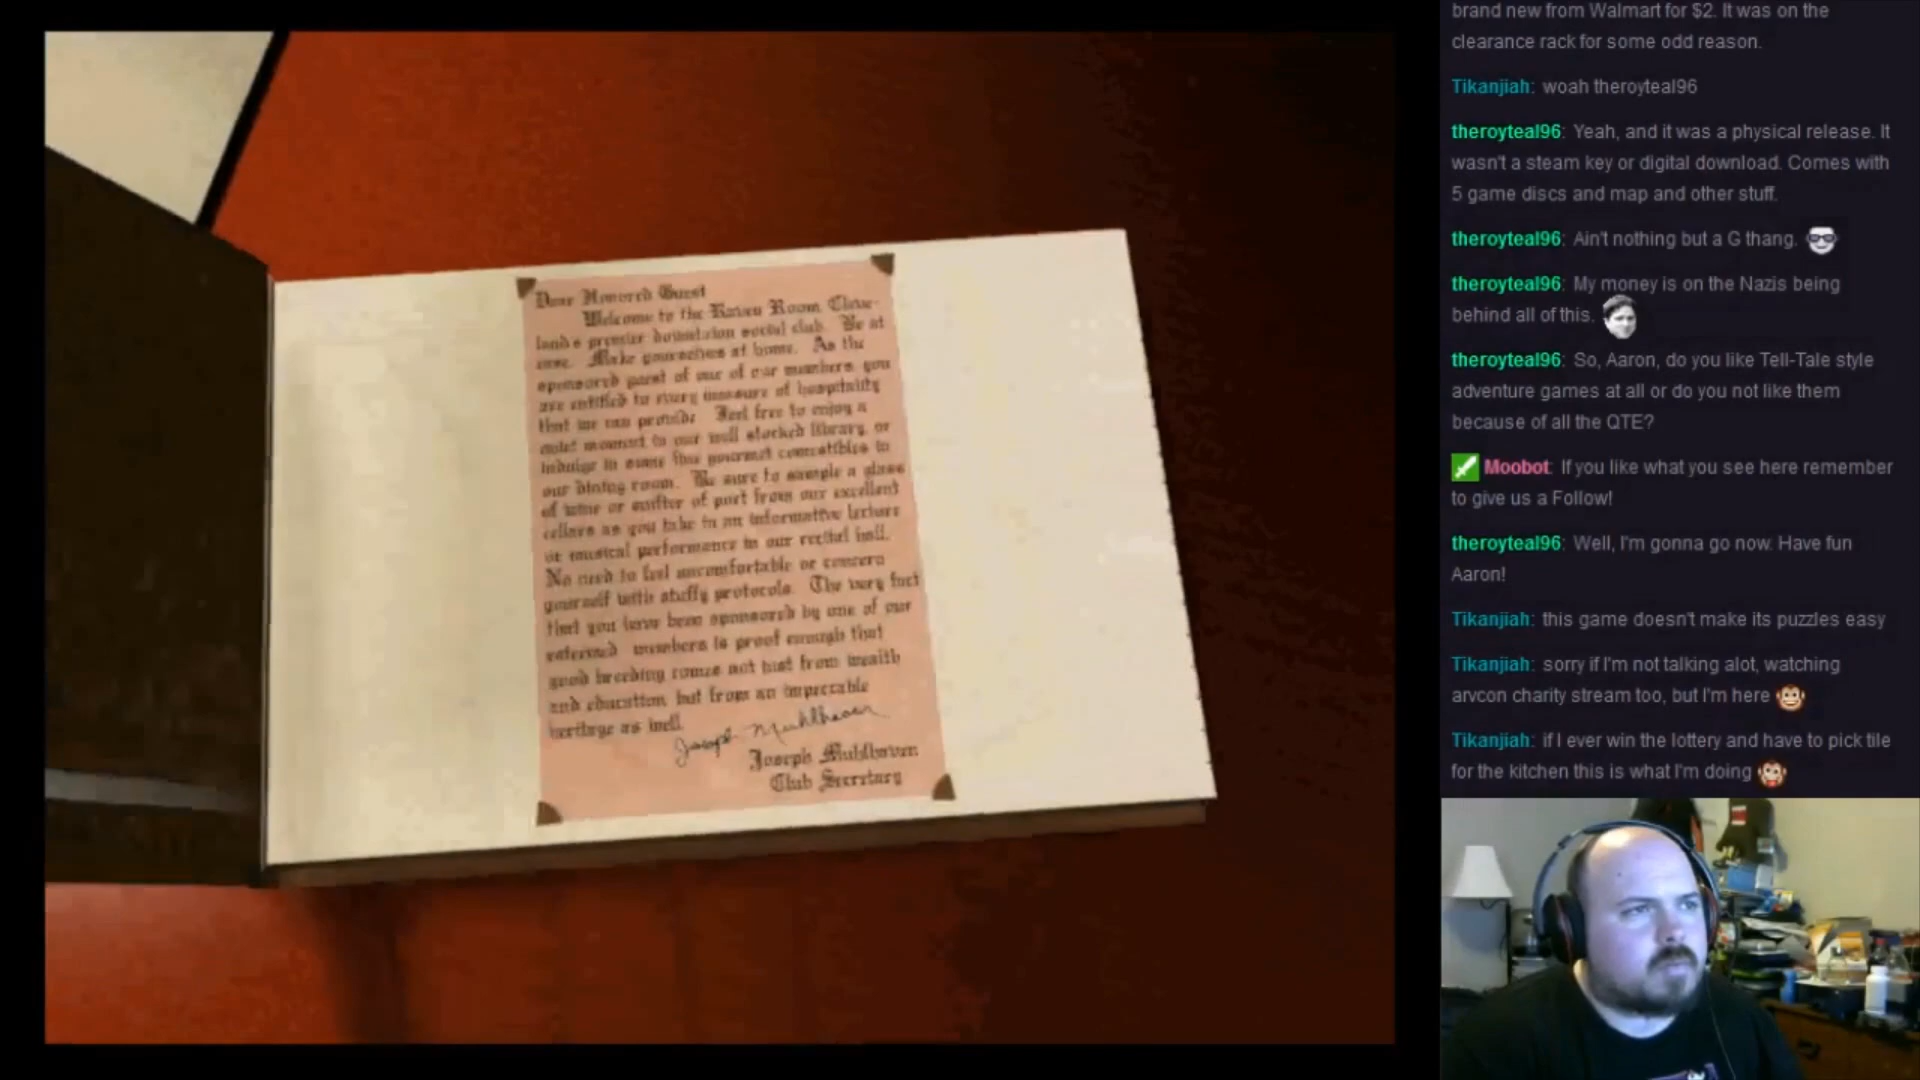 Dear Honored Guest
Welcome to the Raven Room, Cleve-
land's premier downtown social club. Be at
ease. Make yourselves at home. As the
sponsored guest of one of our members, you
are entitled to every measure of hospitality
that we can provide. Feel free to enjoy a
quiet moment in our well stocked library, or
indulge in some fine gourmet comestibles in
our dining room. Be sure to sample a glass
of wine or snifter of port from our excellent
cellars as you take in an informative lecture
or musical performance in our recital hall.
No need to feel uncomfortable or concern
yourself with stuffy protocols. The very fact
that you have been sponsored by one of our
esteemed members is proof enough that
good breeding comes not just from wealth
and education but from an impeccable
heritage as well.
Joseph Muhlhaven
Joseph Muhlhaven
Club Secretary
brand new from Walmart for $2. It was on the
clearance rack for some odd reason.
Tikanjiah: woah theroyteal96
theroyteal96: Yeah, and it was a physical release. It
wasn't a steam key or digital download. Comes with
5 game discs and map and other stuff.
theroyteal96: Ain't nothing but a G thang.
theroyteal96: My money is on the Nazis being
behind all of this.
theroyteal96: So, Aaron, do you like Tell-Tale style
adventure games at all or do you not like them
because of all the QTE?
Moobot: If you like what you see here remember
to give us a Follow!
theroyteal96: Well, I'm gonna go now. Have fun
Aaron!
Tikanjiah: this game doesn't make its puzzles easy
Tikanjiah: sorry if I'm not talking alot, watching
arvcon charity stream too, but I'm here
Tikanjiah: if I ever win the lottery and have to pick tile
for the kitchen this is what I'm doing